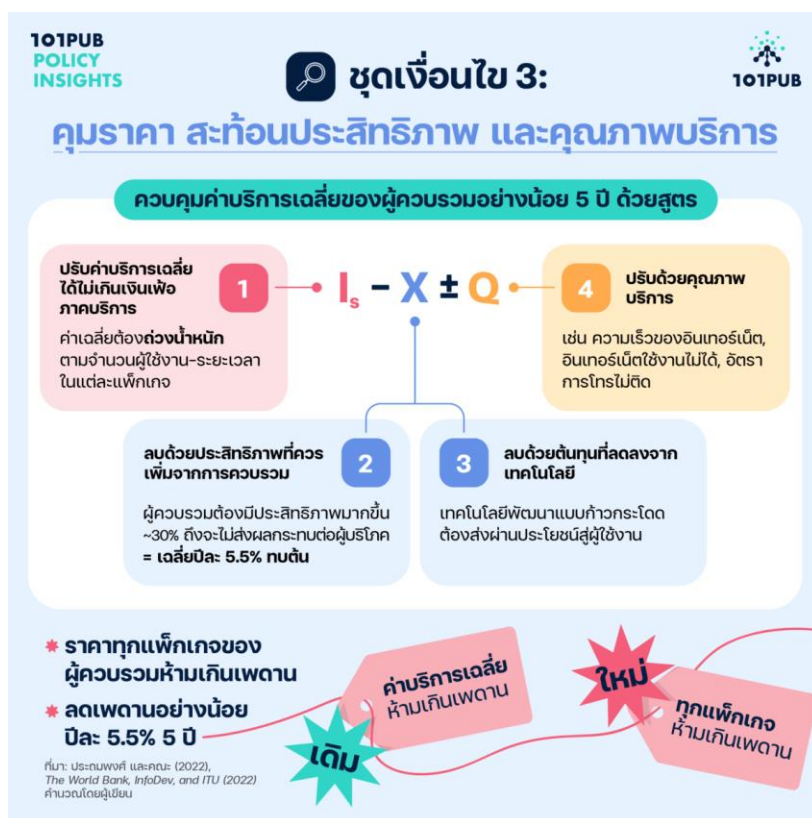 101PUB
POLICY
INSIGHTS
101PUB
ชุดเงื่อนไข 3:
คุมราคา สะท้อนประสิทธิภาพ และคุณภาพบริการ
ควบคุมค่าบริการเฉลี่ยของผู้ควบรวมอย่างน้อย 5 ปี ด้วยสูตร
ปรับค่าบริการเฉลี่ย
ได้ไม่เกินเงินเฟ้อ
ภาคบริการ
1
ค่าเฉลี่ยต้องถ่วงน้ำหนัก
ตามจำนวนผู้ใช้งาน-ระยะเวลา
ในแต่ละแพ็กเกจ
Is – X ± Q
4
ปรับด้วยคุณภาพ
บริการ
เช่น ความเร็วของอินเทอร์เน็ต,
อินเทอร์เน็ตใช้งานไม่ได้, อัตรา
การโทรไม่ติด
ลบด้วยประสิทธิภาพที่ควร
เพิ่มจากการควบรวม
2
ผู้ควบรวมต้องมีประสิทธิภาพมากขึ้น
~30% ถึงจะไม่ส่งผลกระทบต่อผู้บริโภค
= เฉลี่ยปีละ 5.5% ทบต้น
3
ลบด้วยต้นทุนที่ลดลงจาก
เทคโนโลยี
เทคโนโลยีพัฒนาแบบก้าวกระโดด
ต้องส่งผ่านประโยชน์สู่ผู้ใช้งาน
ราคาทุกแพ็กเกจของ
ผู้ควบรวมห้ามเกินเพดาน
ลดเพดานอย่างน้อย
ปีละ 5.5% 5 ปี
ที่มา: ประถมพงศ์ และคณะ (2022),
The World Bank, InfoDev, and ITU (2022)
คำนวณโดยผู้เขียน
ค่าบริการเฉลี่ย
ห้ามเกินเพดาน
เดิม
ใหม่
ทุกแพ็กเกจ
ห้ามเกินเพดาน